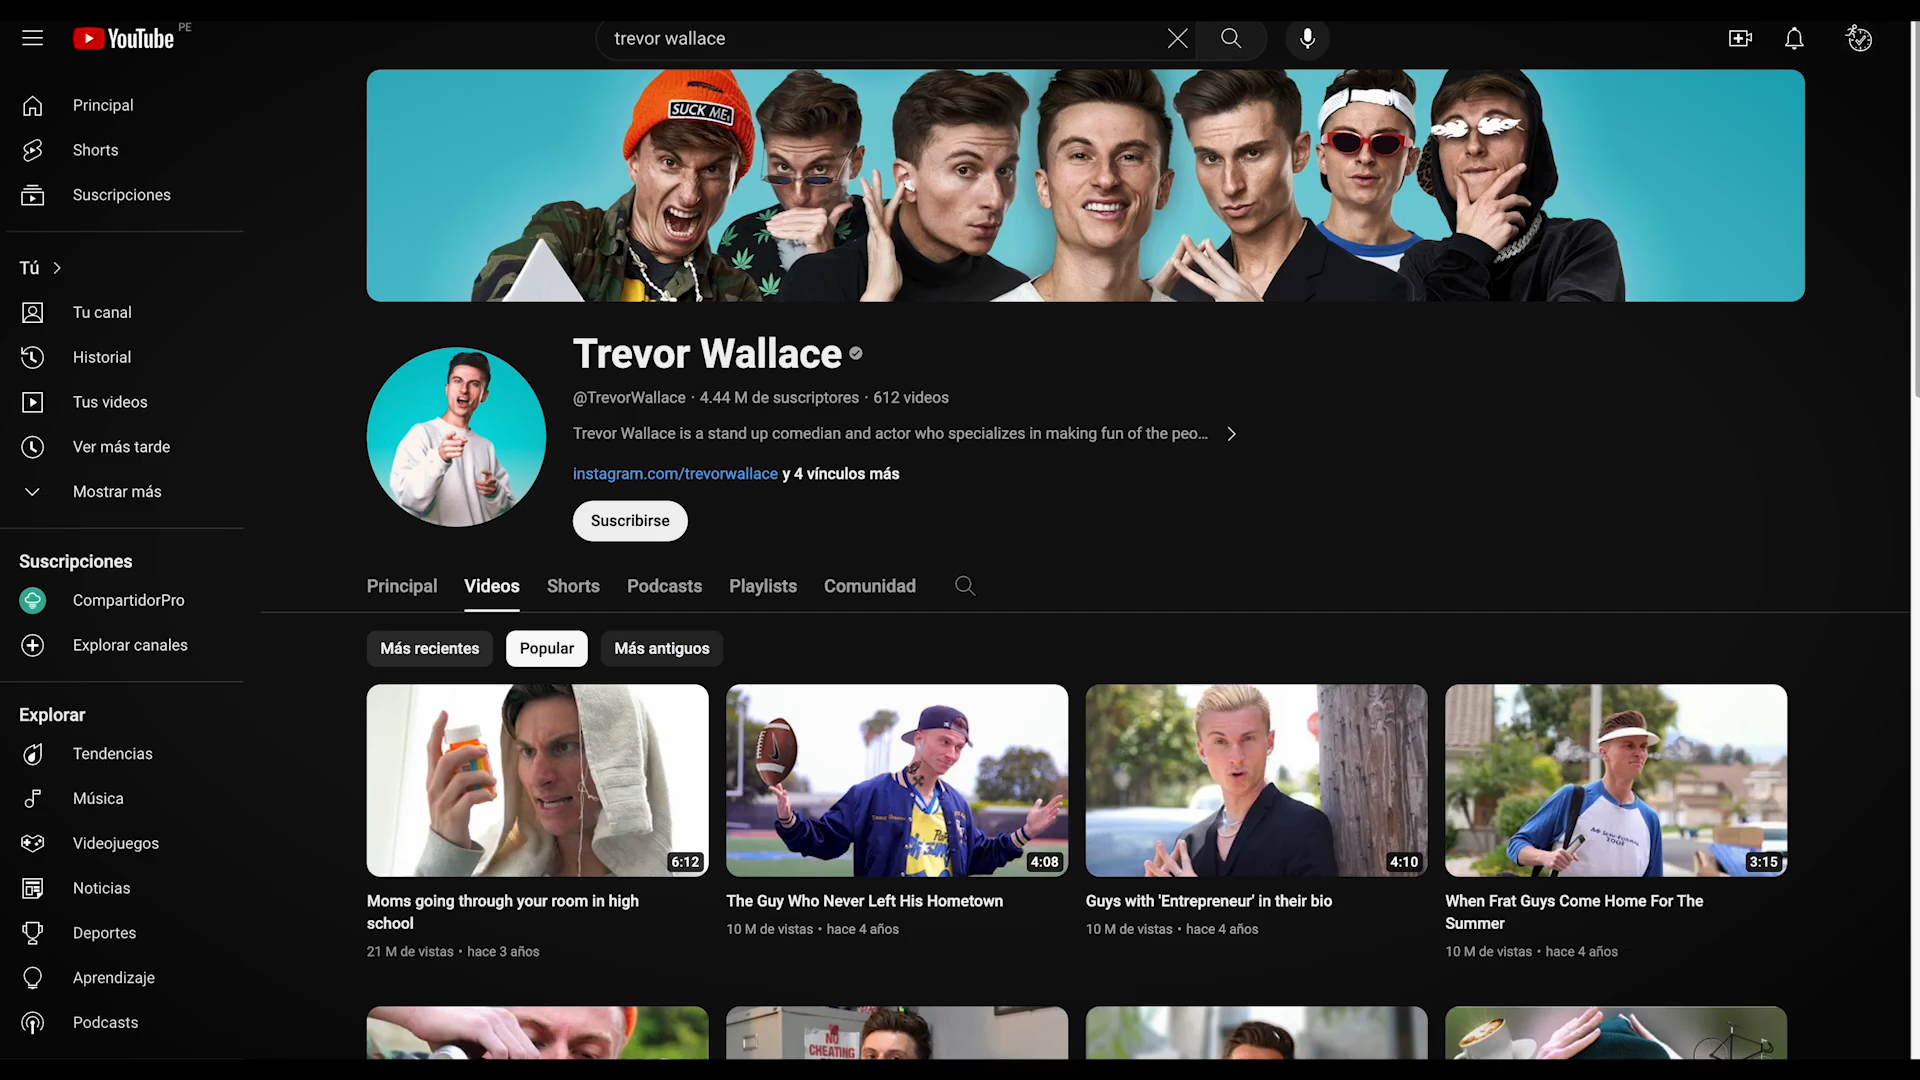 YouTube PE
trevor wallace
Principal
Shorts
Suscripciones
Tú
Tu canal
Historial
Tus videos
Ver más tarde
Mostrar más
Suscripciones
CompartidorPro
Explorar canales
Explorar
Tendencias
Música
Videojuegos
Noticias
Deportes
Aprendizaje
Podcasts
SUCK ME!
Trevor Wallace
@TrevorWallace · 4.44 M de suscriptores · 612 videos
Trevor Wallace is a stand up comedian and actor who specializes in making fun of the peo...
instagram.com/trevorwallace y 4 vínculos más
Suscribirse
Principal Videos Shorts Podcasts Playlists Comunidad
Más recientes Popular Más antiguos
6:12
4:08
4:10
3:15
Moms going through your room in high
school
21 M de vistas · hace 3 años
The Guy Who Never Left His Hometown
10 M de vistas · hace 4 años
Guys with 'Entrepreneur' in their bio
10 M de vistas · hace 4 años
When Frat Guys Come Home For The
Summer
10 M de vistas · hace 4 años
NO
CHEATING